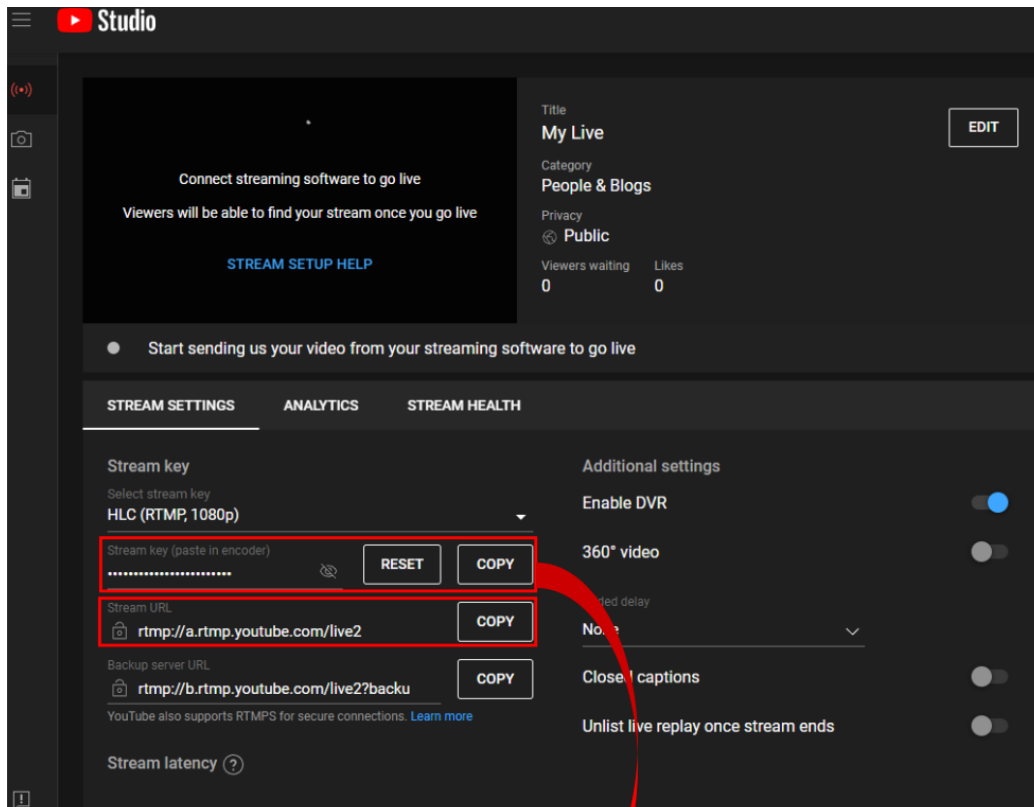 Studio
Connect streaming software to go live
Viewers will be able to find your stream once you go live
STREAM SETUP HELP
Title
My Live
EDIT
Category
People & Blogs
Privacy
Public
Viewers waiting Likes
0 0
Start sending us your video from your streaming software to go live
STREAM SETTINGS ANALYTICS STREAM HEALTH
Stream key
Select stream key
HLC (RTMP, 1080p)
Stream key (paste in encoder)
•••••••••••••••••••••••• RESET COPY
Stream URL
rtmp://a.rtmp.youtube.com/live2 COPY
Backup server URL
rtmp://b.rtmp.youtube.com/live2?backu COPY
YouTube also supports RTMPS for secure connections. Learn more
Stream latency ?
Additional settings
Enable DVR
360° video
delay
Closed captions
Unlist live replay once stream ends